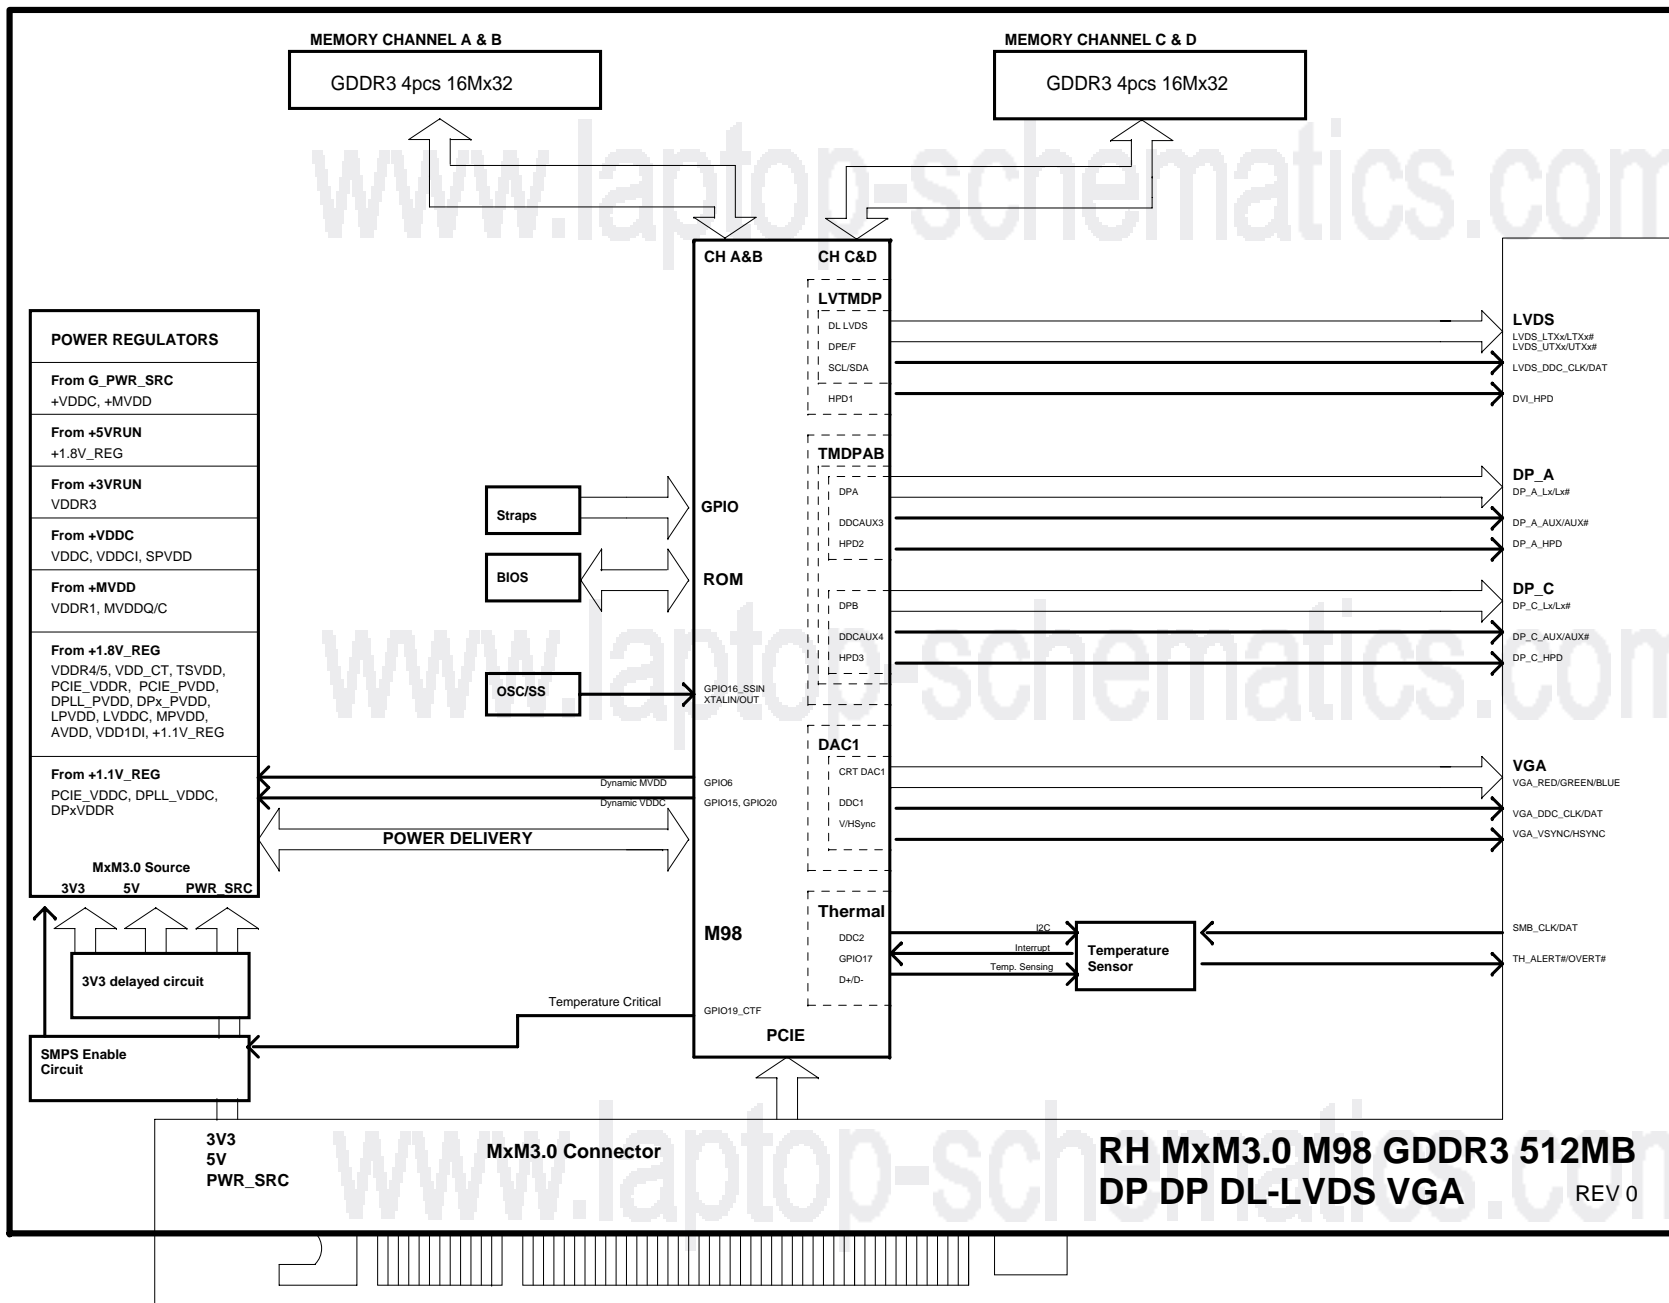 MEMORY CHANNEL A & B
GDDR3 4pcs 16Mx32
MEMORY CHANNEL C & D
GDDR3 4pcs 16Mx32
www.laptop-schematics.com
CH A&B
CH C&D
POWER REGULATORS
From G_PWR_SRC
+VDDC, +MVDD
From +5VRUN
+1.8V_REG
From +3VRUN
VDDR3
From +VDDC
VDDC, VDDCI, SPVDD
From +MVDD
VDDR1, MVDDQ/C
From +1.8V_REG
VDDR4/5, VDD_CT, TSVDD,
PCIE_VDDR, PCIE_PVDD,
DPLL_PVDD, DPx_PVDD,
LPVDD, LVDDC, MPVDD,
AVDD, VDD1DI, +1.1V_REG
From +1.1V_REG
PCIE_VDDC, DPLL_VDDC,
DPxVDDR
MxM3.0 Source
3V3
5V
PWR_SRC
3V3 delayed circuit
SMPS Enable
Circuit
Straps
BIOS
OSC/SS
GPIO
ROM
GPIO16_SSIN
XTALIN/OUT
Dynamic MVDD
GPIO6
Dynamic VDDC
GPIO15, GPIO20
POWER DELIVERY
M98
Temperature Critical
GPIO19_CTF
PCIE
LVTMDP
DL LVDS
DPE/F
SCL/SDA
HPD1
TMDPAB
DPA
DDCAUX3
HPD2
DPB
DDCAUX4
HPD3
www.laptop-schematics.com
DAC1
CRT DAC1
DDC1
V/HSync
Thermal
DDC2
GPIO17
D+/D-
I2C
Interrupt
Temp. Sensing
Temperature
Sensor
LVDS
LVDS_LTXx/LTXx#
LVDS_UTXx/UTXx#
LVDS_DDC_CLK/DAT
DVI_HPD
DP_A
DP_A_Lx/Lx#
DP_A_AUX/AUX#
DP_A_HPD
DP_C
DP_C_Lx/Lx#
DP_C_AUX/AUX#
DP_C_HPD
VGA
VGA_RED/GREEN/BLUE
VGA_DDC_CLK/DAT
VGA_VSYNC/HSYNC
SMB_CLK/DAT
TH_ALERT#/OVERT#
3V3
5V
PWR_SRC
MxM3.0 Connector
www.laptop-schematics.com
RH MxM3.0 M98 GDDR3 512MB
DP DP DL-LVDS VGA
REV 0